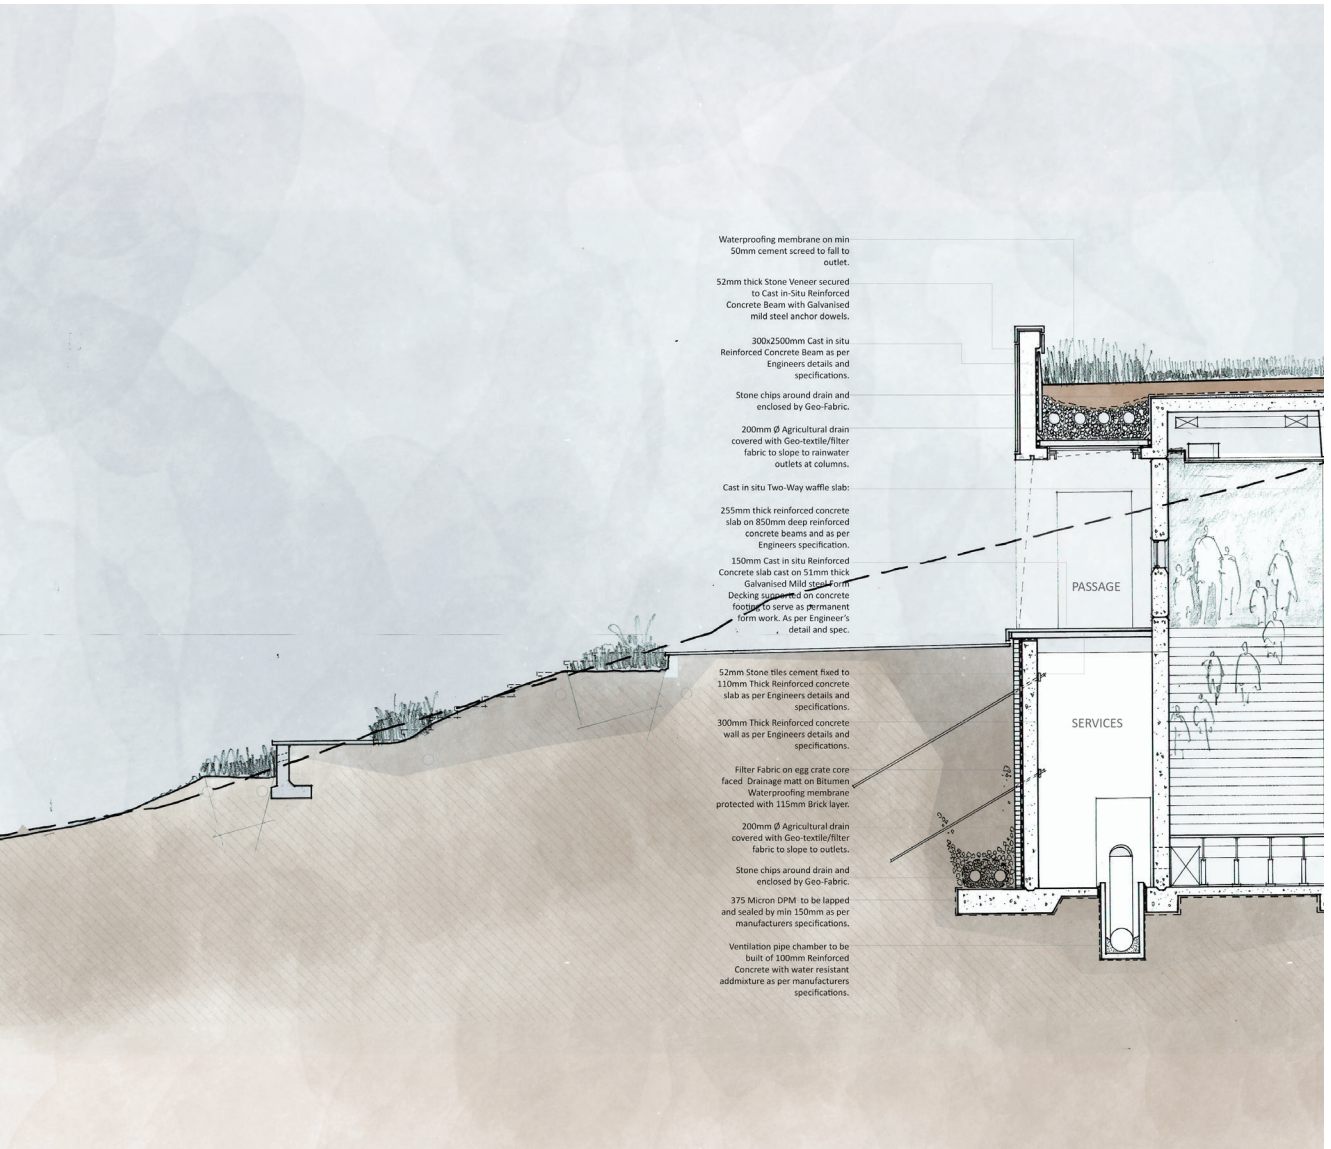 Waterproofing membrane on min
50mm cement screed to fall to
outlet.
52mm thick Stone Veneer secured
to Cast in-Situ Reinforced
Concrete Beam with Galvanised
mild steel anchor dowels.
300x2500mm Cast in situ
Reinforced Concrete Beam as per
Engineers details and
specifications.
Stone chips around drain and
enclosed by Geo-Fabric.
200mm Ø Agricultural drain
covered with Geo-textile/filter
fabric to slope to rainwater
outlets at columns.
Cast in situ Two-Way waffle slab:
255mm thick reinforced concrete
slab on 850mm deep reinforced
concrete beams and as per
Engineers specification.
150mm Cast in situ Reinforced
Concrete slab cast on 51mm thick
Galvanised Mild steel Form
Decking supported on concrete
footing to serve as permanent
form work. As per Engineer's
detail and spec.
PASSAGE
52mm Stone tiles cement fixed to
110mm Thick Reinforced concrete
slab as per Engineers details and
specifications.
300mm Thick Reinforced concrete
wall as per Engineers details and
specifications.
SERVICES
Filter Fabric on egg crate core
faced Drainage matt on Bitumen
Waterproofing membrane
protected with 115mm Brick layer.
200mm Ø Agricultural drain
covered with Geo-textile/filter
fabric to slope to outlets.
Stone chips around drain and
enclosed by Geo-Fabric.
375 Micron DPM to be lapped
and sealed by min 150mm as per
manufacturers specifications.
Ventilation pipe chamber to be
built of 100mm Reinforced
Concrete with water resistant
addmixture as per manufacturers
specifications.